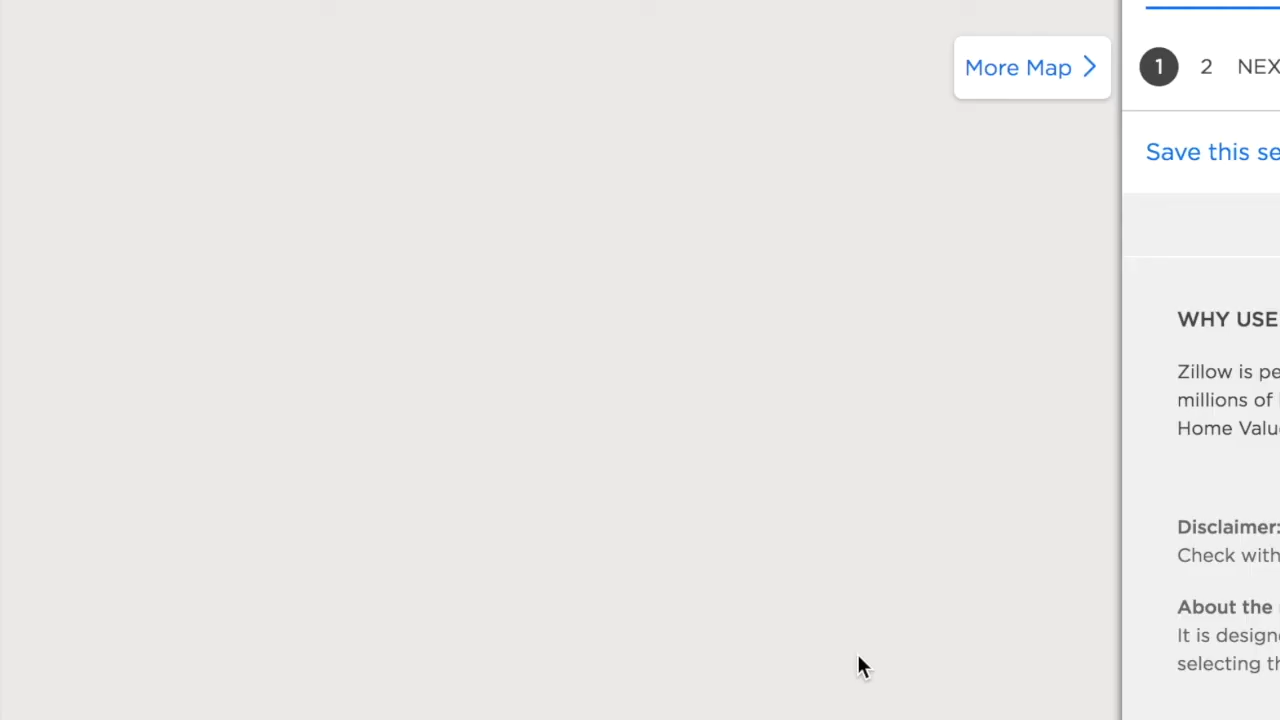 More Map
1 2 NEX
Save this se
WHY USE
Zillow is pe
millions of
Home Valu
Disclaimer:
Check with
About the
It is design
selecting th